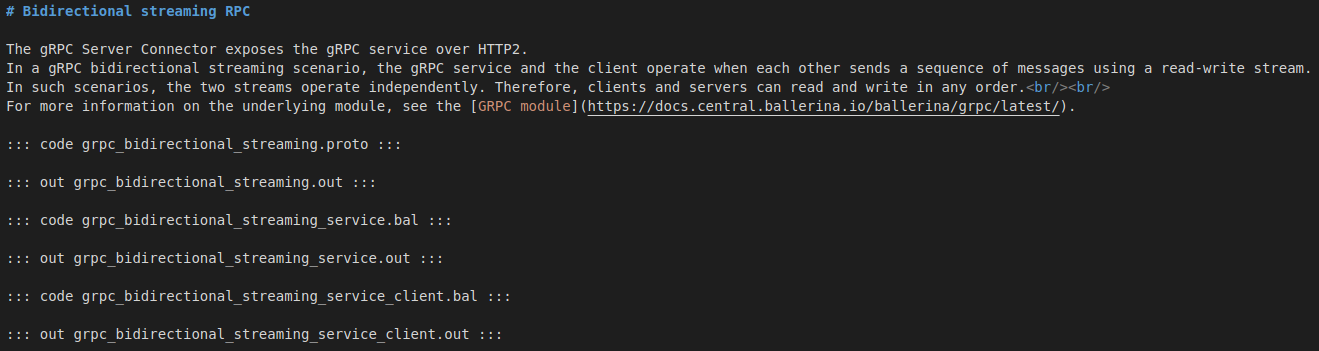 # Bidirectional streaming RPC
The gRPC Server Connector exposes the gRPC service over HTTP2.
In a gRPC bidirectional streaming scenario, the gRPC service and the client operate when each other sends a sequence of messages using a read-write stream.
In such scenarios, the two streams operate independently. Therefore, clients and servers can read and write in any order.<br/><br/>
For more information on the underlying module, see the [GRPC module](https://docs.central.ballerina.io/ballerina/grpc/latest/).
::: code grpc_bidirectional_streaming.proto :::
::: out grpc_bidirectional_streaming.out :::
::: code grpc_bidirectional_streaming_service.bal :::
::: out grpc_bidirectional_streaming_service.out :::
::: code grpc_bidirectional_streaming_service_client.bal :::
::: out grpc_bidirectional_streaming_service_client.out :::